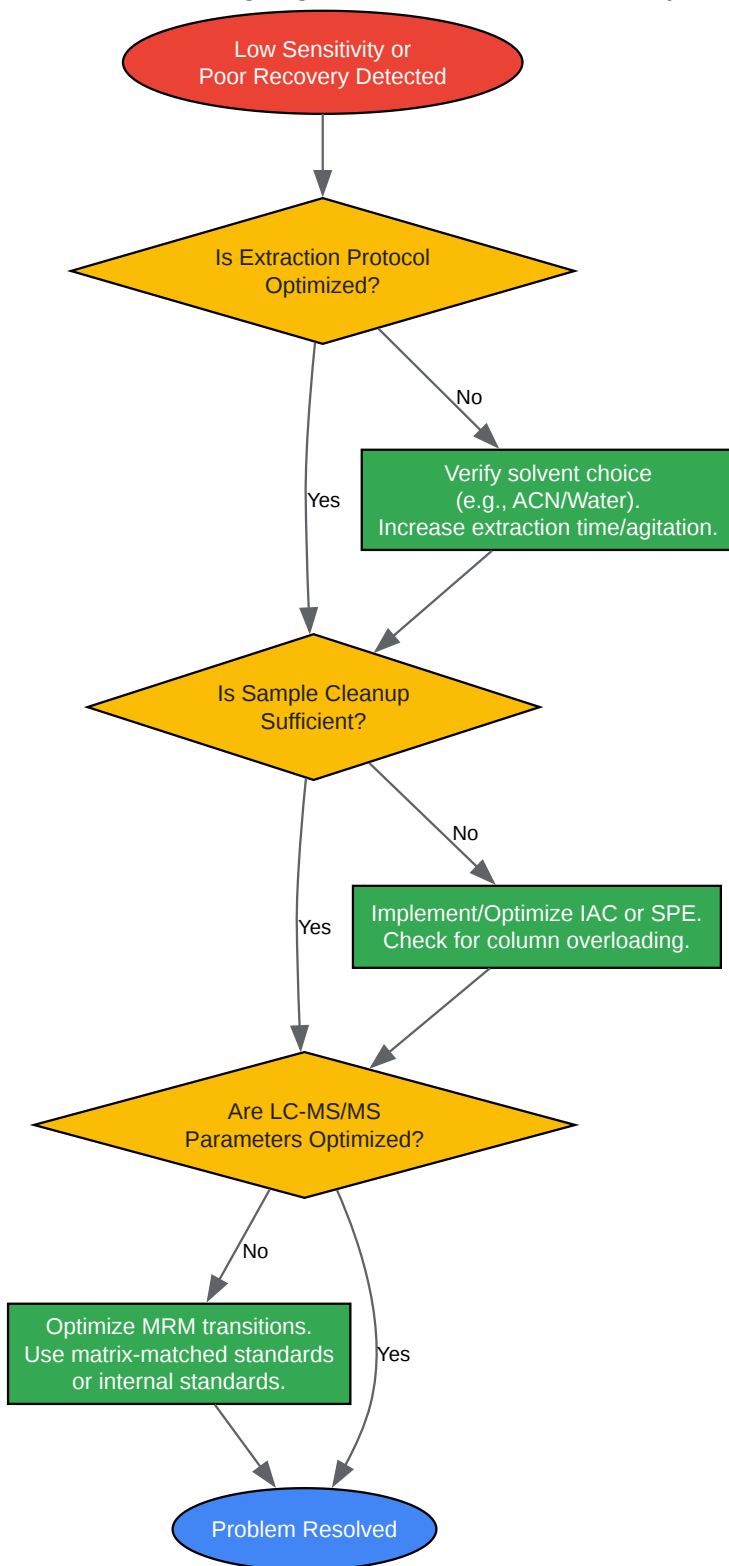 Low Sensitivity or
Poor Recovery Detected
Is Extraction Protocol
Optimized?
No
Verify solvent choice
(e.g., ACN/Water).
Increase extraction time/agitation.
Yes
Is Sample Cleanup
Sufficient?
No
Implement/Optimize IAC or SPE.
Check for column overloading.
Yes
Are LC-MS/MS
Parameters Optimized?
No
Optimize MRM transitions.
Use matrix-matched standards
or internal standards.
Yes
Problem Resolved